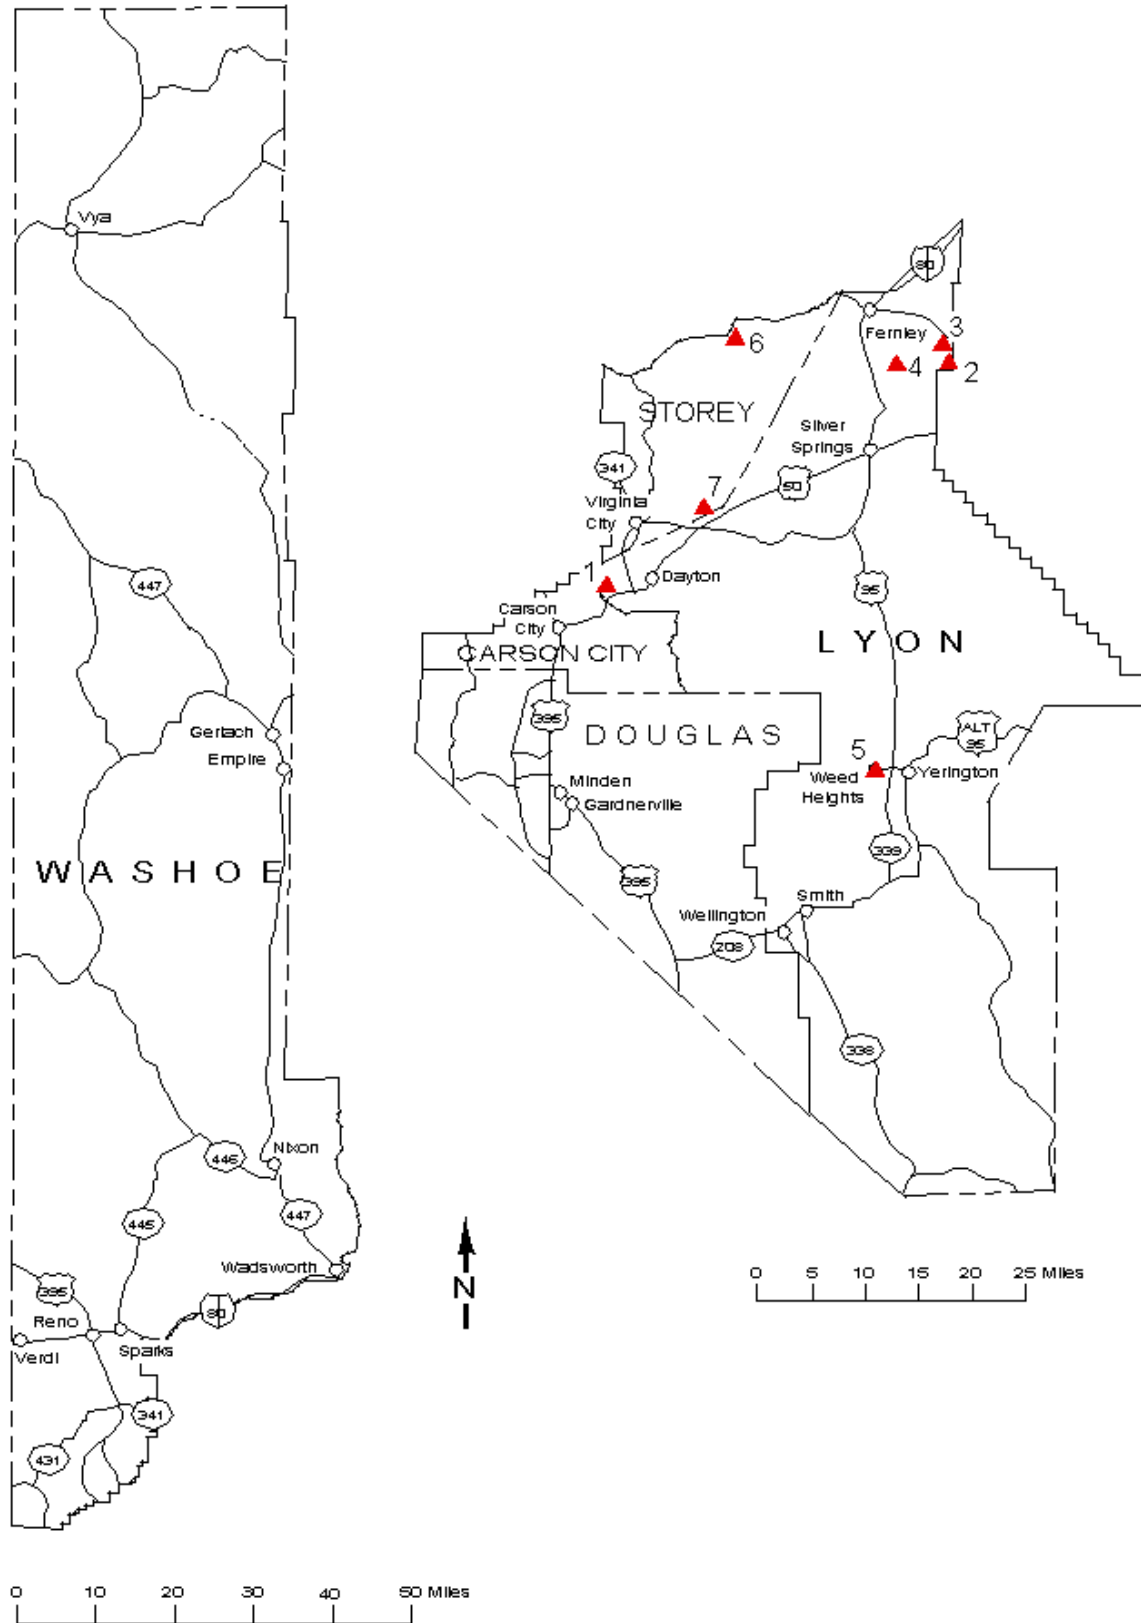 Vya
447
Gerlach
Empire
WASHOE
Nixon
446
445
447
Wadsworth
395
80
Reno
Verdi
Sparks
341
431
0 10 20 30 40 50 Miles
N
80
Fernley
3
4
2
6
STOREY
Silver
Springs
341
50
7
Virginia
City
1
Dayton
95
Carson
City
CARSON CITY
LYON
395
DOUGLAS
ALT
95
5
Weed
Heights
Yerington
Minden
Gardnerville
339
395
Smith
Wellington
208
338
0 5 10 15 20 25 Miles